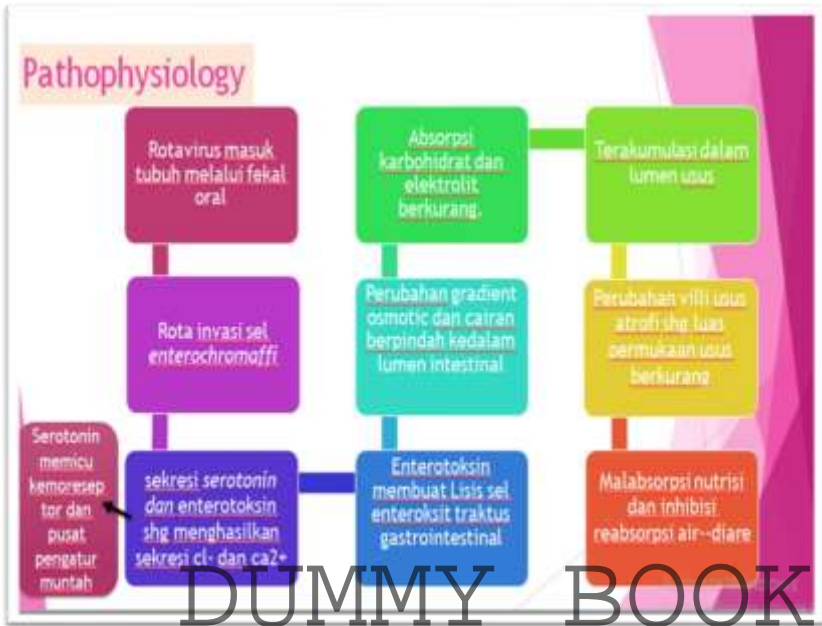 Pathophysiology
Rotavirus masuk
tubuh melalui fekal
oral
Rota invasi sel
enterochromaffi
sekresi serotonin
dan enterotoksin
shg menghasilkan
sekresi cl- dan ca2+
Serotonin
memicu
kemoresep
tor dan
pusat
pengatur
muntah
Enterotoksin
membuat Lisis sel
enteroksit traktus
gastrointestinal
Perubahan gradient
osmotic dan cairan
berpindah kedalam
lumen intestinal
Absorpsi
karbohidrat dan
elektrolit
berkurang.
Terakumulasi dalam
lumen usus
Perubahan villi usus
atrofi shg luas
permukaan usus
berkurang
Malabsorpsi nutrisi
dan inhibisi
reabsorpsi air--diare
DUMMY BOOK